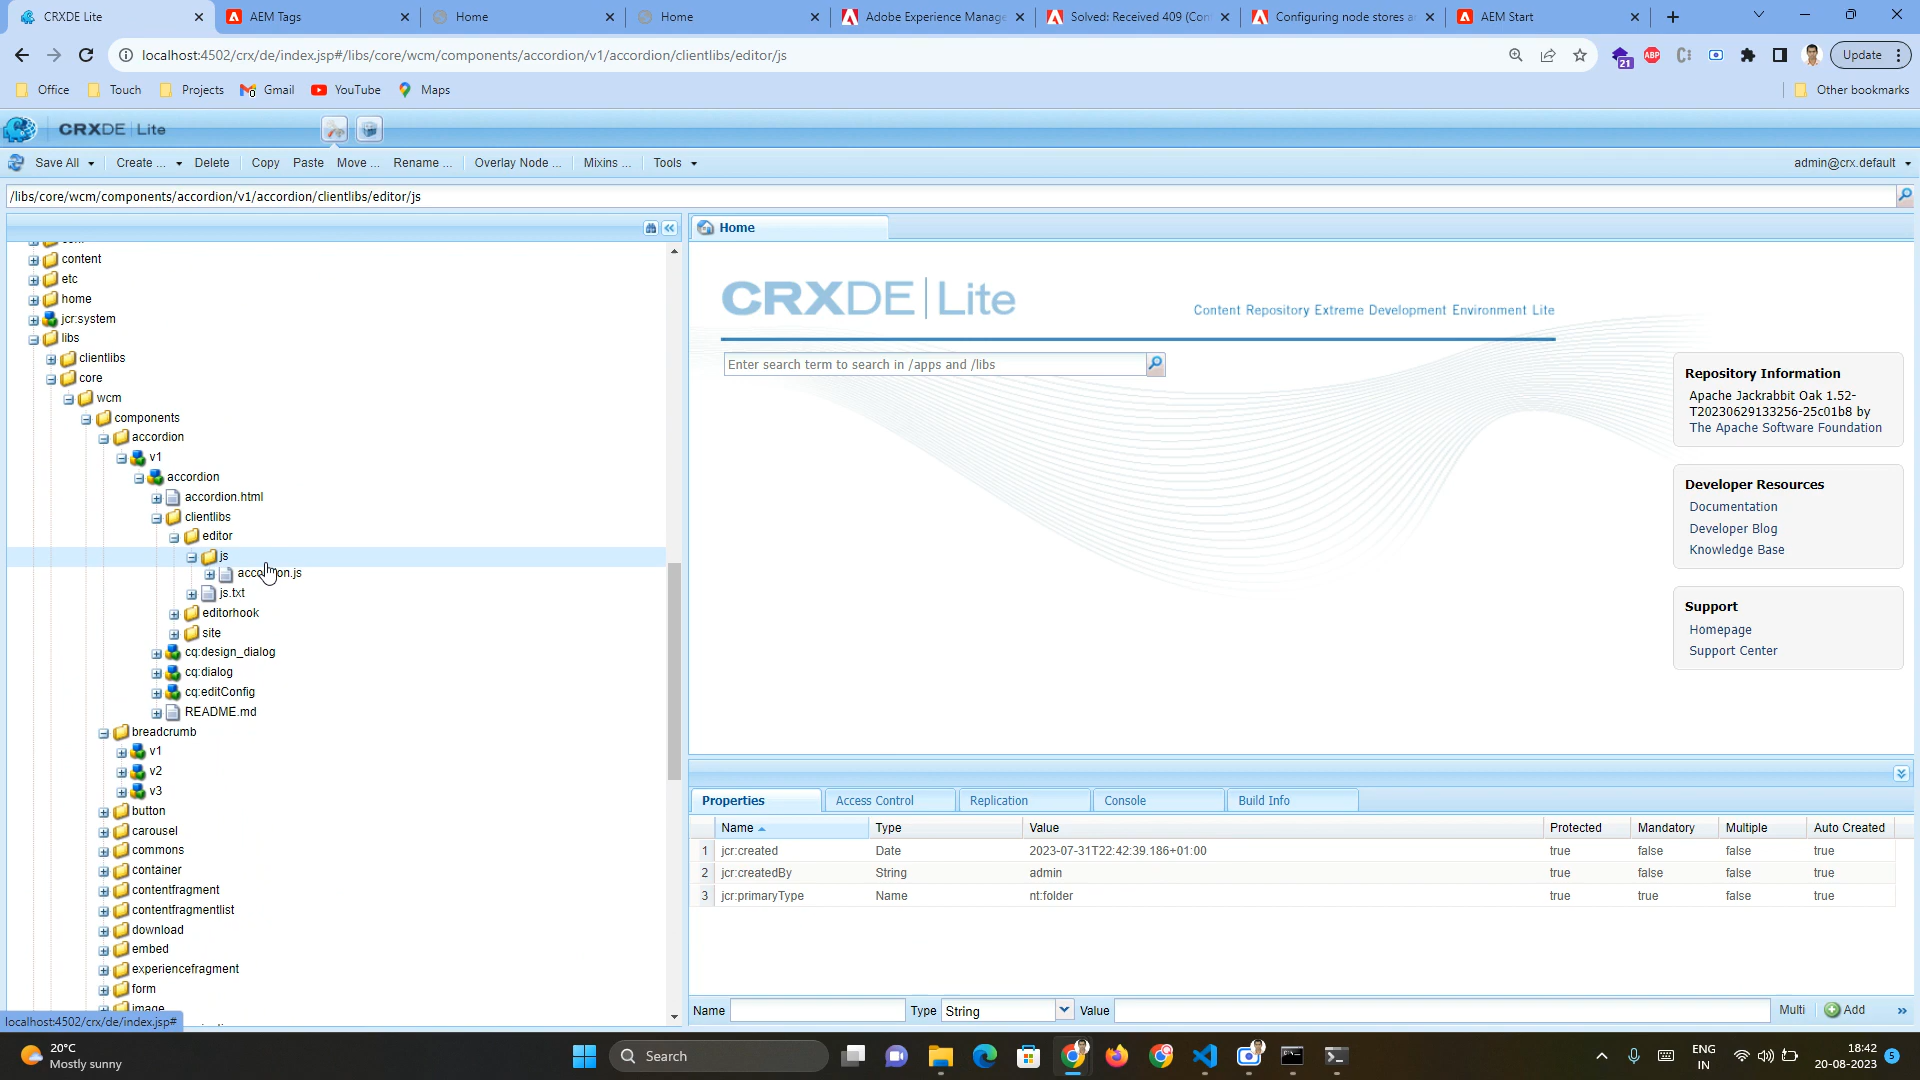 CRXDE Lite
AEM Tags
Home
Home
Adobe Experience Manage
Solved: Received 409 (Con
Configuring node stores a
AEM Start
localhost:4502/crx/de/index.jsp#/libs/core/wcm/components/accordion/v1/accordion/clientlibs/editor/js
21
ABP
Update
Office
Touch
Projects
Gmail
YouTube
Maps
Other bookmarks
CRXDE | Lite
Save All
Create ...
Delete
Copy
Paste
Move ...
Rename ...
Overlay Node ...
Mixins ...
Tools
admin@crx.default
/libs/core/wcm/components/accordion/v1/accordion/clientlibs/editor/js
content
etc
home
jcr:system
libs
clientlibs
core
wcm
components
accordion
v1
accordion
accordion.html
clientlibs
editor
js
accordion.js
js.txt
editorhook
site
cq:design_dialog
cq:dialog
cq:editConfig
README.md
breadcrumb
v1
v2
v3
button
carousel
commons
container
contentfragment
contentfragmentlist
download
embed
experiencefragment
form
image
localhost:4502/crx/de/index.jsp#
Home
CRXDE | Lite
Content Repository Extreme Development Environment Lite
Enter search term to search in /apps and /libs
Repository Information
Apache Jackrabbit Oak 1.52-
T20230629133256-25c01b8 by
The Apache Software Foundation
Developer Resources
Documentation
Developer Blog
Knowledge Base
Support
Homepage
Support Center
Properties
Access Control
Replication
Console
Build Info
Name Type Value Protected Mandatory Multiple Auto Created
1 jcr:created Date 2023-07-31T22:42:39.186+01:00 true false false true
2 jcr:createdBy String admin true false false true
3 jcr:primaryType Name nt:folder true true false true
Name
Type
String
Value
Multi
Add
20°C
Mostly sunny
Search
ENG
IN
18:42
20-08-2023
5